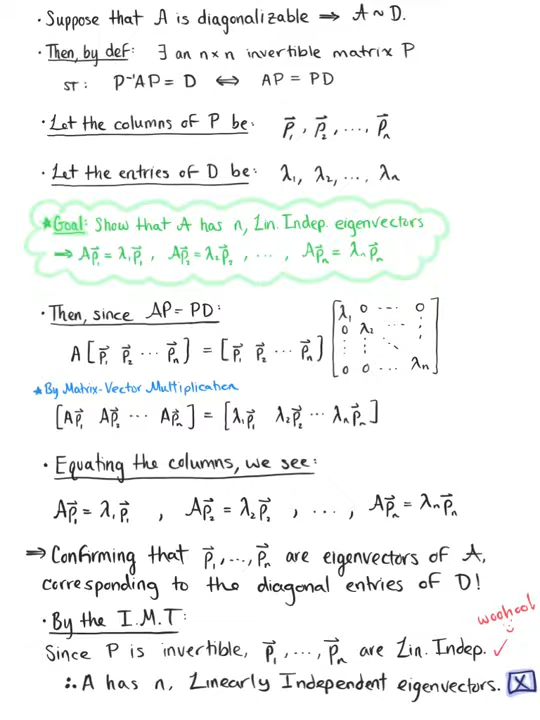 · Suppose that A is diagonalizable ⟹ A ~ D.
· Then, by def: ∃ an n×n invertible matrix P
ST: P⁻¹AP = D ⟺ AP = PD
· Let the columns of P be: p⃗₁, p⃗₂, ..., p⃗ₙ
· Let the entries of D be: λ₁, λ₂, ..., λₙ
★Goal: Show that A has n, Lin. Indep. eigenvectors
⟹ Ap⃗₁ = λ₁p⃗₁, Ap⃗₂ = λ₂p⃗₂, ..., Ap⃗ₙ = λₙp⃗ₙ
· Then, since AP = PD:
A[p⃗₁ p⃗₂ ⋯ p⃗ₙ] = [p⃗₁ p⃗₂ ⋯ p⃗ₙ]
λ₁ 0 ⋯ 0
0 λ₂ ⋯ ⋮
⋮ ⋮ ⋱ ⋮
0 0 ⋯ λₙ
★By Matrix-Vector Multiplication
[Ap⃗₁ Ap⃗₂ ⋯ Ap⃗ₙ] = [λ₁p⃗₁ λ₂p⃗₂ ⋯ λₙp⃗ₙ]
· Equating the columns, we see:
Ap⃗₁ = λ₁p⃗₁, Ap⃗₂ = λ₂p⃗₂, ..., Ap⃗ₙ = λₙp⃗ₙ
⟹ Confirming that p⃗₁, ..., p⃗ₙ are eigenvectors of A,
corresponding to the diagonal entries of D!
· By the I.M.T:
woohoo!
Since P is invertible, p⃗₁, ..., p⃗ₙ are Lin. Indep. ✓
∴ A has n, Linearly Independent eigenvectors. ☒